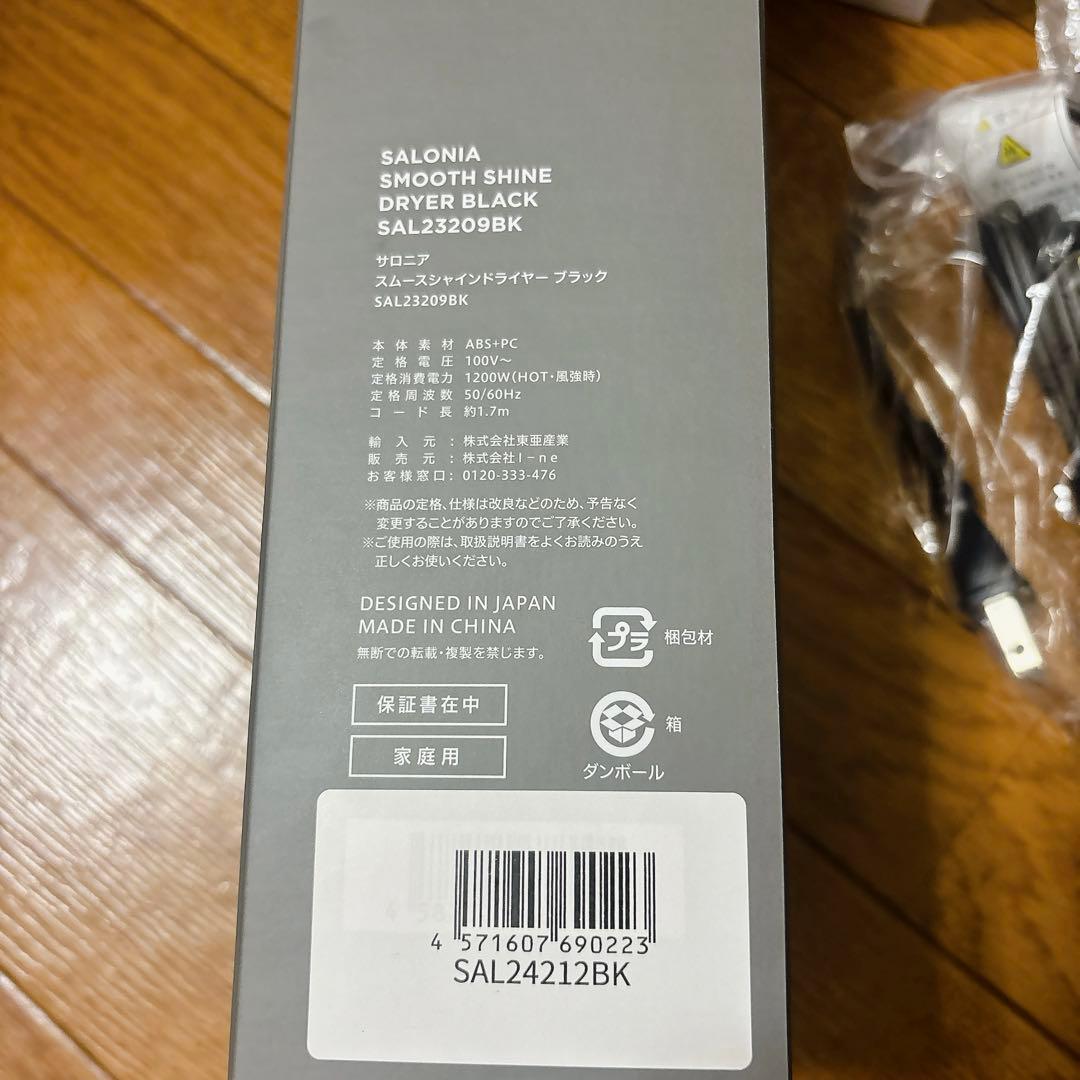 SALONIA
SMOOTH SHINE
DRYER BLACK
SAL23209BK
サロニア
スムースシャインドライヤー ブラック
SAL23209BK
本体素材 ABS+PC
定格電圧 100V～
定格消費電力 1200W(HOT・風強時)
定格周波数 50/60Hz
コード長 約1.7m
輸入元：株式会社東亜産業
販売元：株式会社I-ne
お客様窓口：0120-333-476
※商品の定格、仕様は改良などのため、予告なく
変更することがありますのでご了承ください。
※ご使用の際は、取扱説明書をよくお読みのうえ
正しくお使いください。
DESIGNED IN JAPAN
MADE IN CHINA
無断での転載・複製を禁じます。
プラ 梱包材
保証書在中
箱
家庭用
ダンボール
4 571607 690223
SAL24212BK